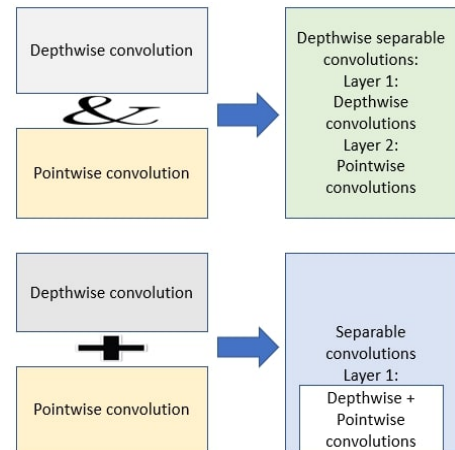 Depthwise convolution
&
Pointwise convolution
Depthwise separable
convolutions:
Layer 1:
Depthwise
convolutions
Layer 2:
Pointwise
convolutions
Depthwise convolution
+
Pointwise convolution
Separable
convolutions
Layer 1:
Depthwise +
Pointwise
convolutions